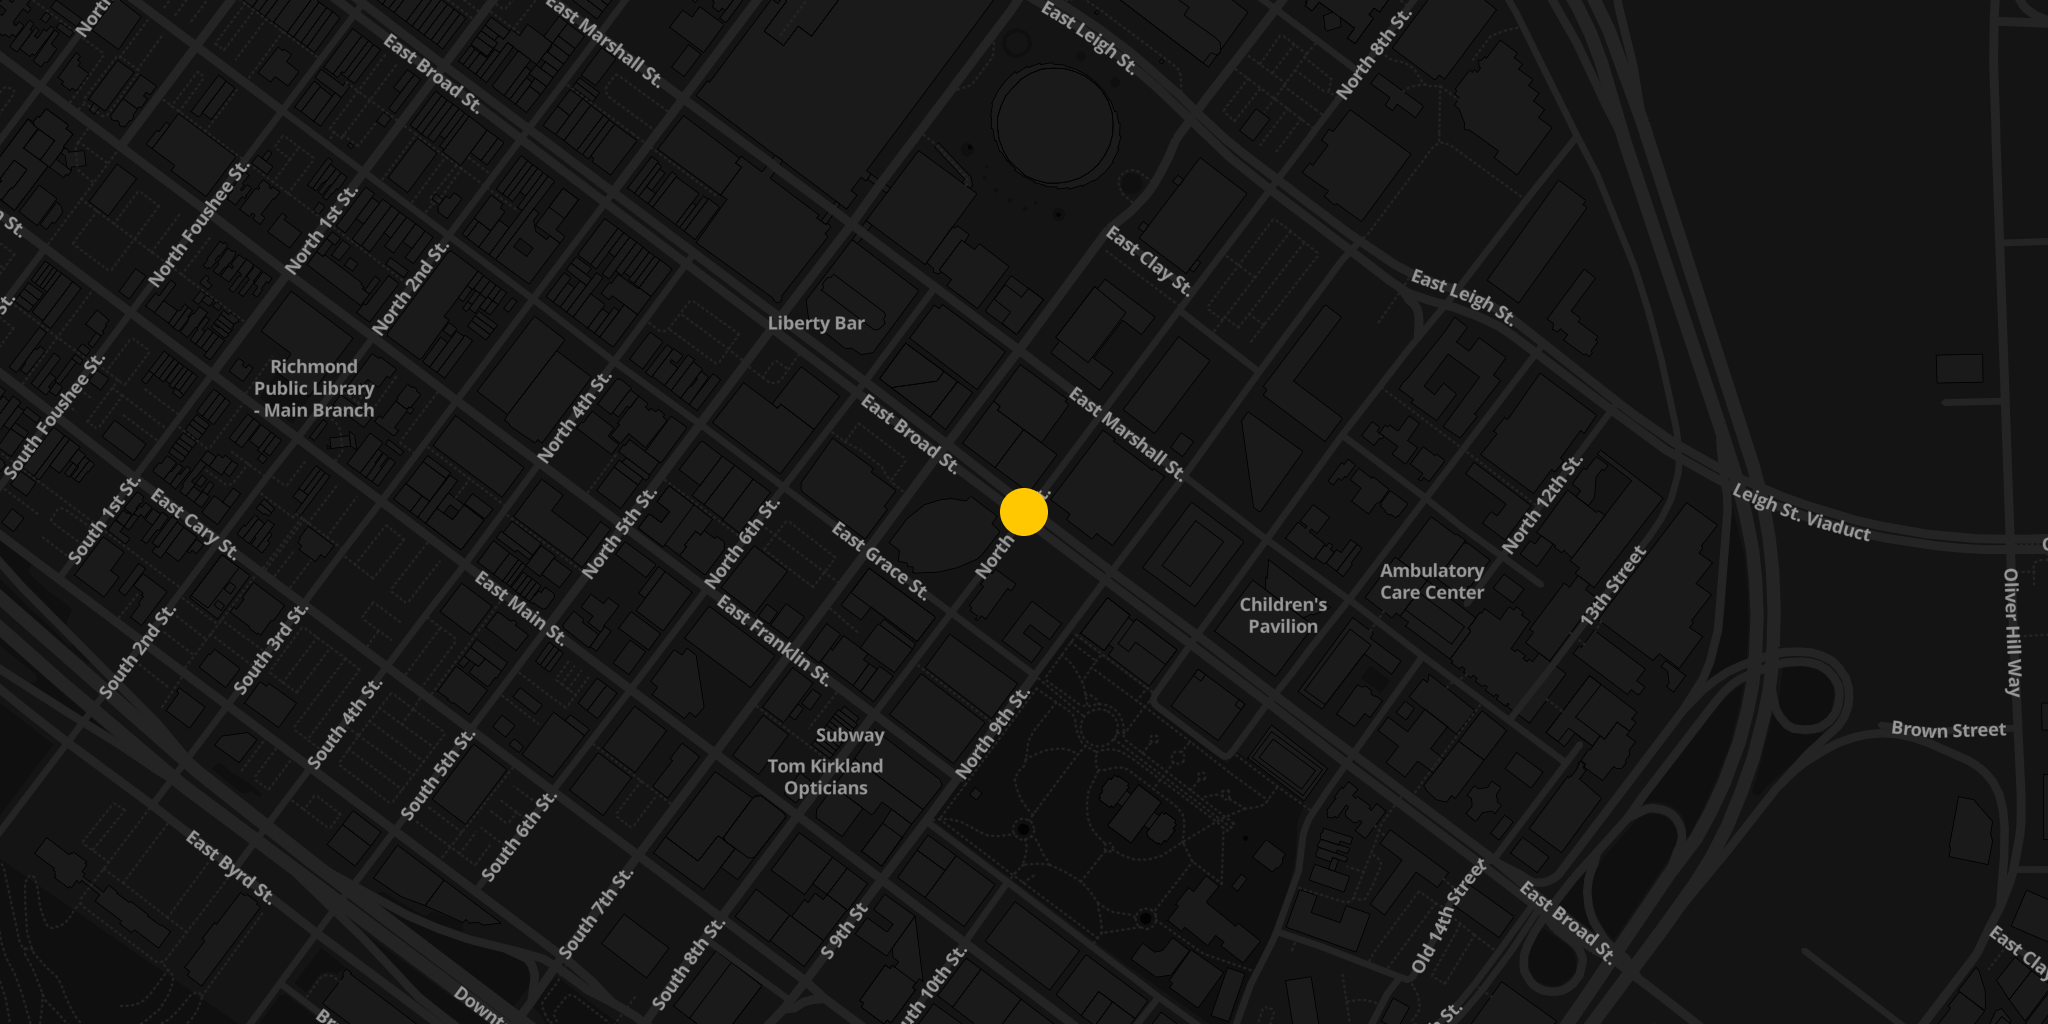 East Marshall St.
East Leigh St.
North 8th St.
East Broad St.
North Foushee St.
North 1st St.
North 2nd St.
East Clay St.
East Leigh St.
Liberty Bar
Richmond
Public Library
- Main Branch
South Foushee St.
North 4th St.
East Broad St.
East Marshall St.
South 1st St.
East Cary St.
North 5th St.
North 6th St.
East Grace St.
North
North 12th St.
Leigh St. Viaduct
13th Street
Ambulatory
Care Center
Children's
Pavilion
Oliver Hill Way
East Main St.
East Franklin St.
South 2nd St.
South 3rd St.
South 4th St.
North 9th St.
Brown Street
Subway
Tom Kirkland
Opticians
South 5th St.
South 6th St.
East Byrd St.
South 7th St.
South 8th St.
S 9th St
Old 14th Street
East Broad St.
East Clay